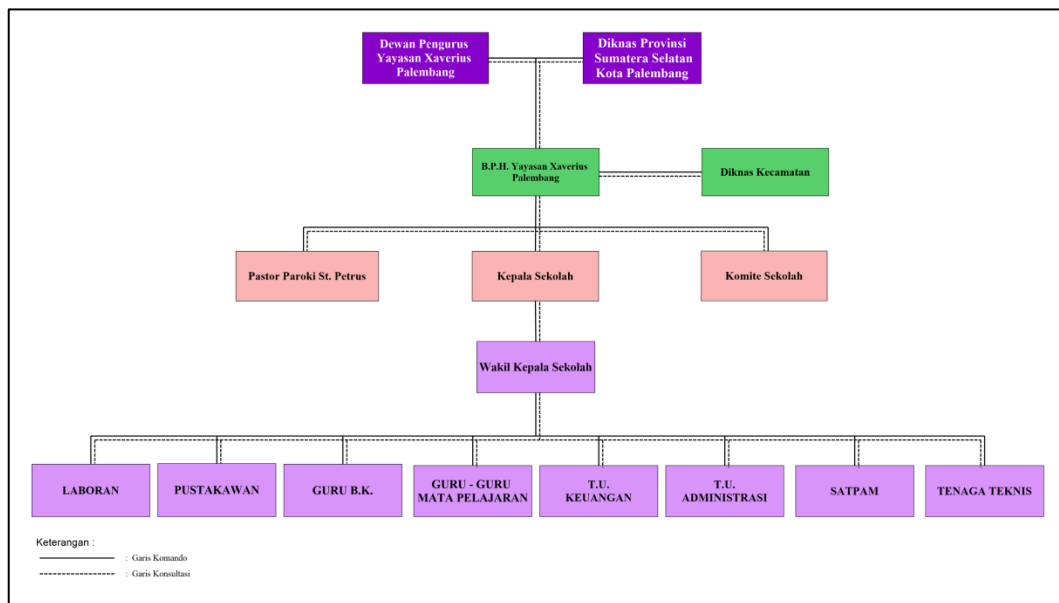 Dewan Pengurus
Yayasan Xaverius
Palembang
Diknas Provinsi
Sumatera Selatan
Kota Palembang
B.P.H. Yayasan Xaverius
Palembang
Diknas Kecamatan
Pastor Paroki St. Petrus
Kepala Sekolah
Komite Sekolah
Wakil Kepala Sekolah
LABORAN
PUSTAKAWAN
GURU B.K.
GURU - GURU
MATA PELAJARAN
T.U.
KEUANGAN
T.U.
ADMINISTRASI
SATPAM
TENAGA TEKNIS
Keterangan :
: Garis Komando
: Garis Konsultasi